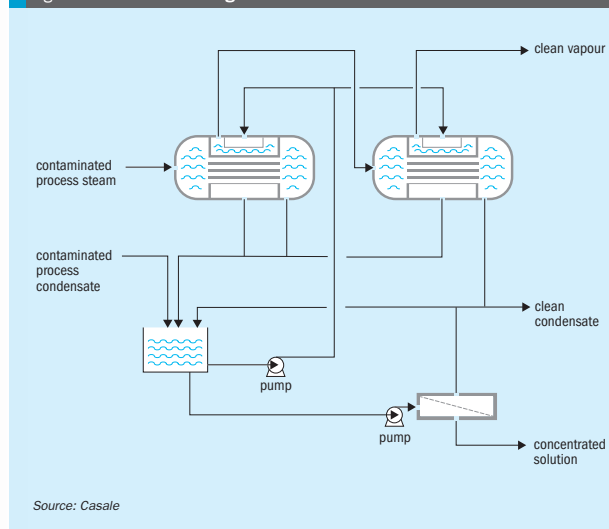 clean vapour
contaminated
process steam
contaminated
process
condensate
clean
condensate
pump
pump
concentrated
solution
Source: Casale